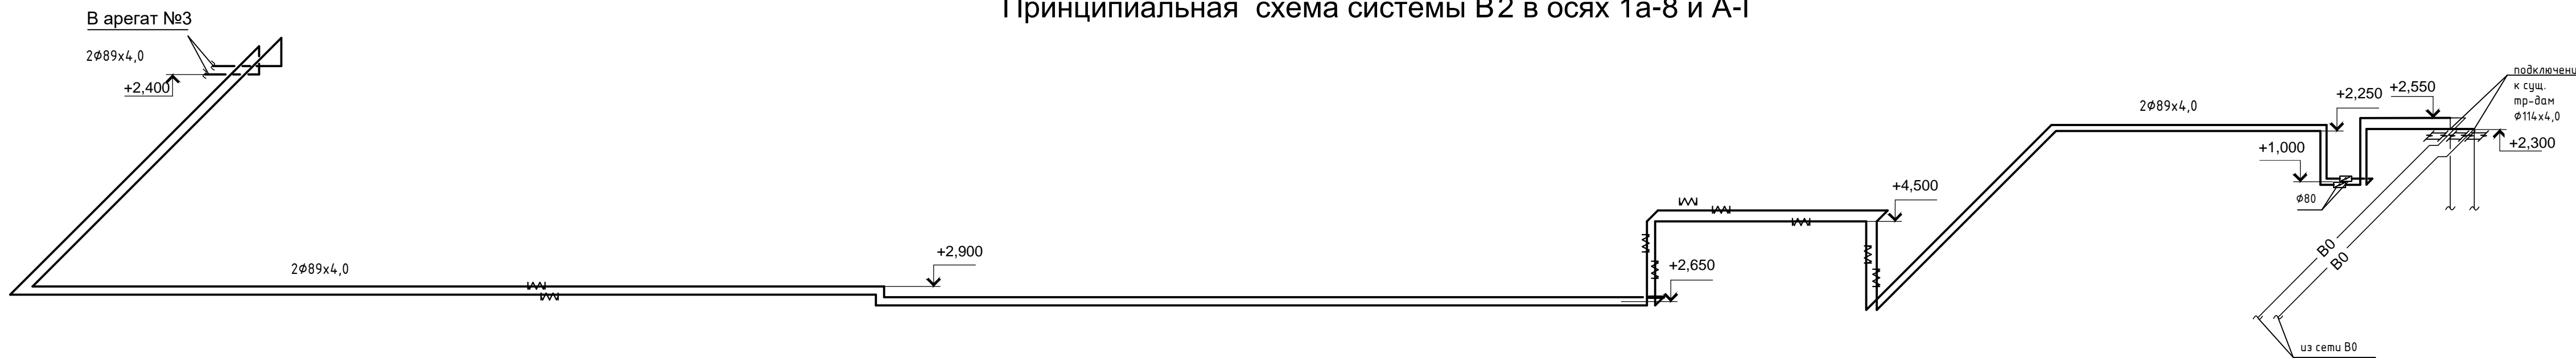 Принципиальная схема системы В2 в осях 1а-8 и А-Г
В арегат №3
2Ф89х4,0
+2,400
2Ф89х4,0
+2,900
+2,650
+4,500
2Ф89х4,0
+2,250
+2,550
+1,000
Ф80
подключени
к сущ.
тр-дам
Ф114х4,0
+2,300
В0
В0
из сети В0